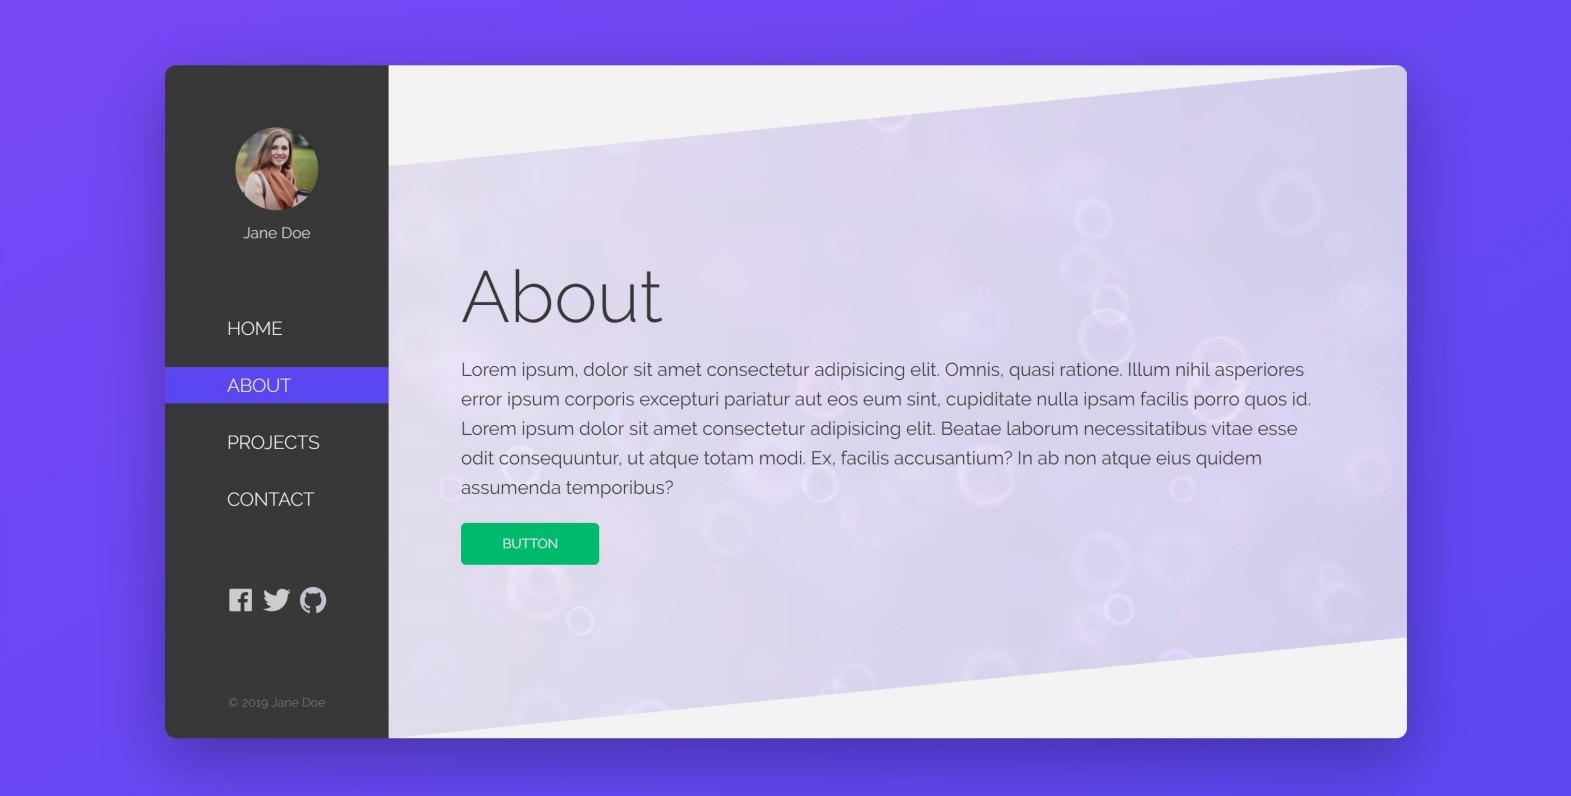 Jane Doe
HOME
ABOUT
PROJECTS
CONTACT
© 2019 Jane Doe
About
Lorem ipsum, dolor sit amet consectetur adipisicing elit. Omnis, quasi ratione. Illum nihil asperiores
error ipsum corporis excepturi pariatur aut eos eum sint, cupiditate nulla ipsam facilis porro quos id.
Lorem ipsum dolor sit amet consectetur adipisicing elit. Beatae laborum necessitatibus vitae esse
odit consequuntur, ut atque totam modi. Ex, facilis accusantium? In ab non atque eius quidem
assumenda temporibus?
BUTTON